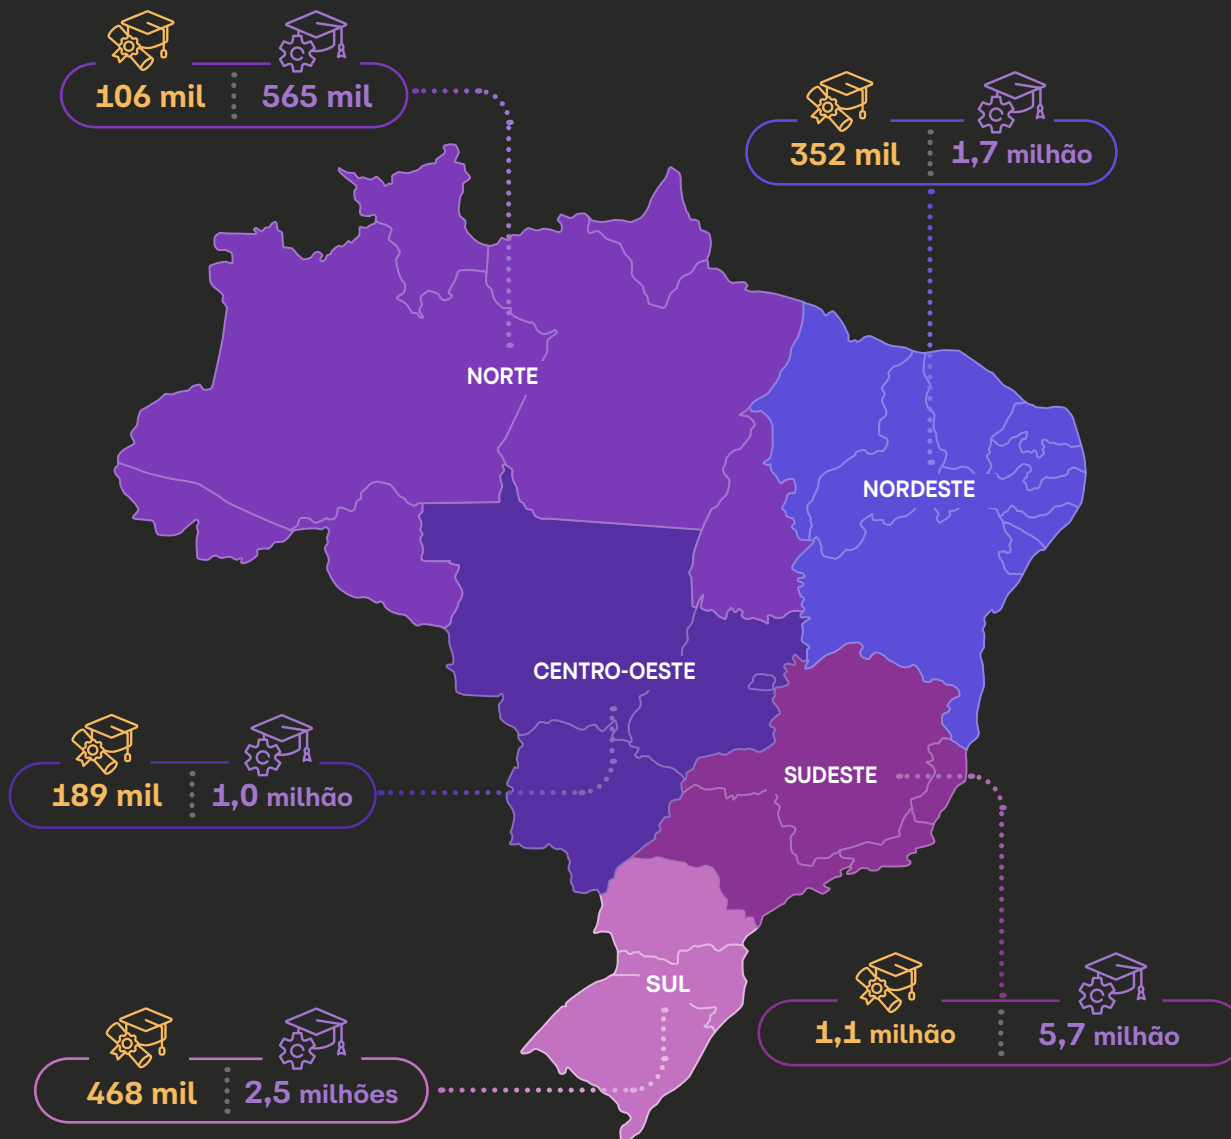 106 mil 565 mil
352 mil 1,7 milhão
NORTE
NORDESTE
CENTRO-OESTE
189 mil 1,0 milhão
SUDESTE
SUL
1,1 milhão 5,7 milhão
468 mil 2,5 milhões